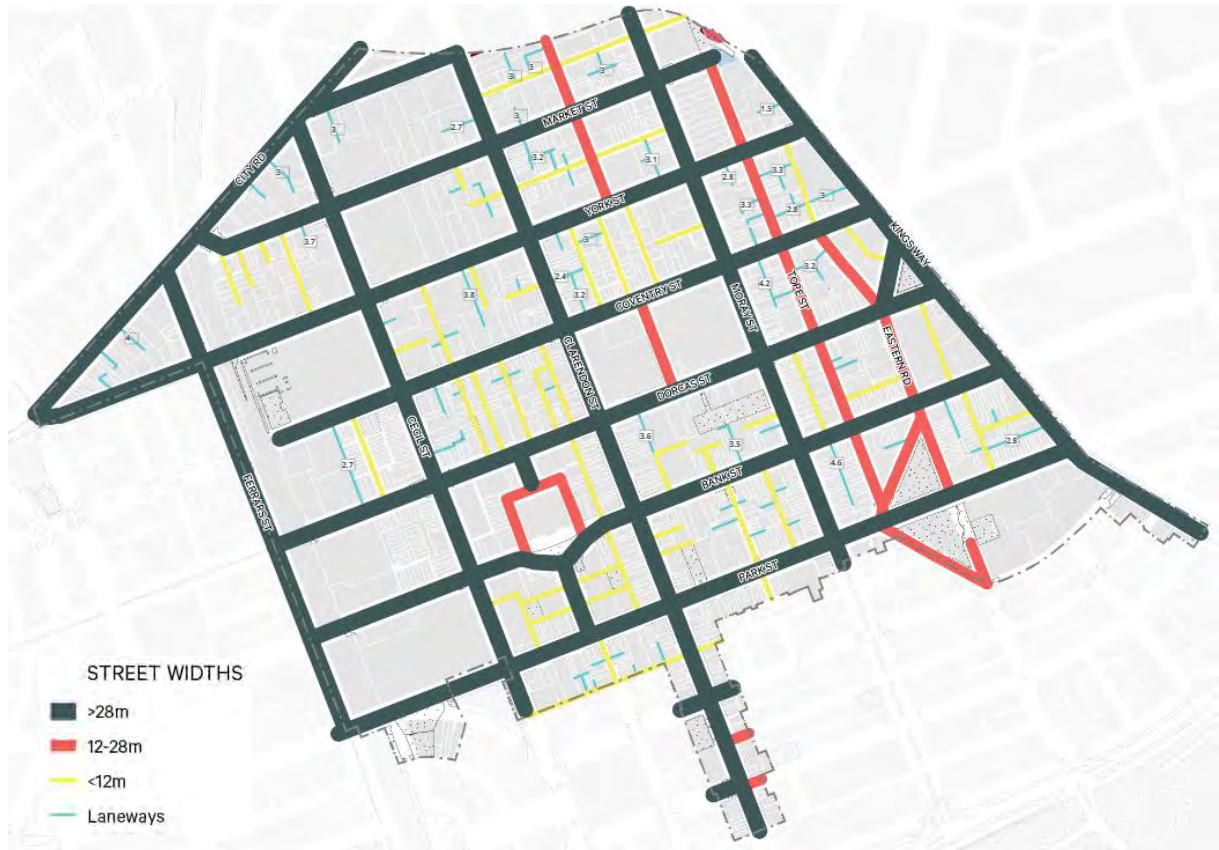 3
3
3
MARKET ST
3
1.5
3
2.7
3.2
3.1
CITY RD
3
2.8
3.3
3
YORK ST
3.3
2.8
3.7
3
KINGS WAY
2.4
3.2
4.2
3.2
TOPE ST
3.8
COVENTRY ST
MORAY ST
4
CLARENDON ST
EASTERN RD
DORCAS ST
CECIL ST
3.6
3.5
2.8
2.7
BANK ST
4.6
FERRARS ST
PARK ST
STREET WIDTHS
>28m
12-28m
<12m
Laneways